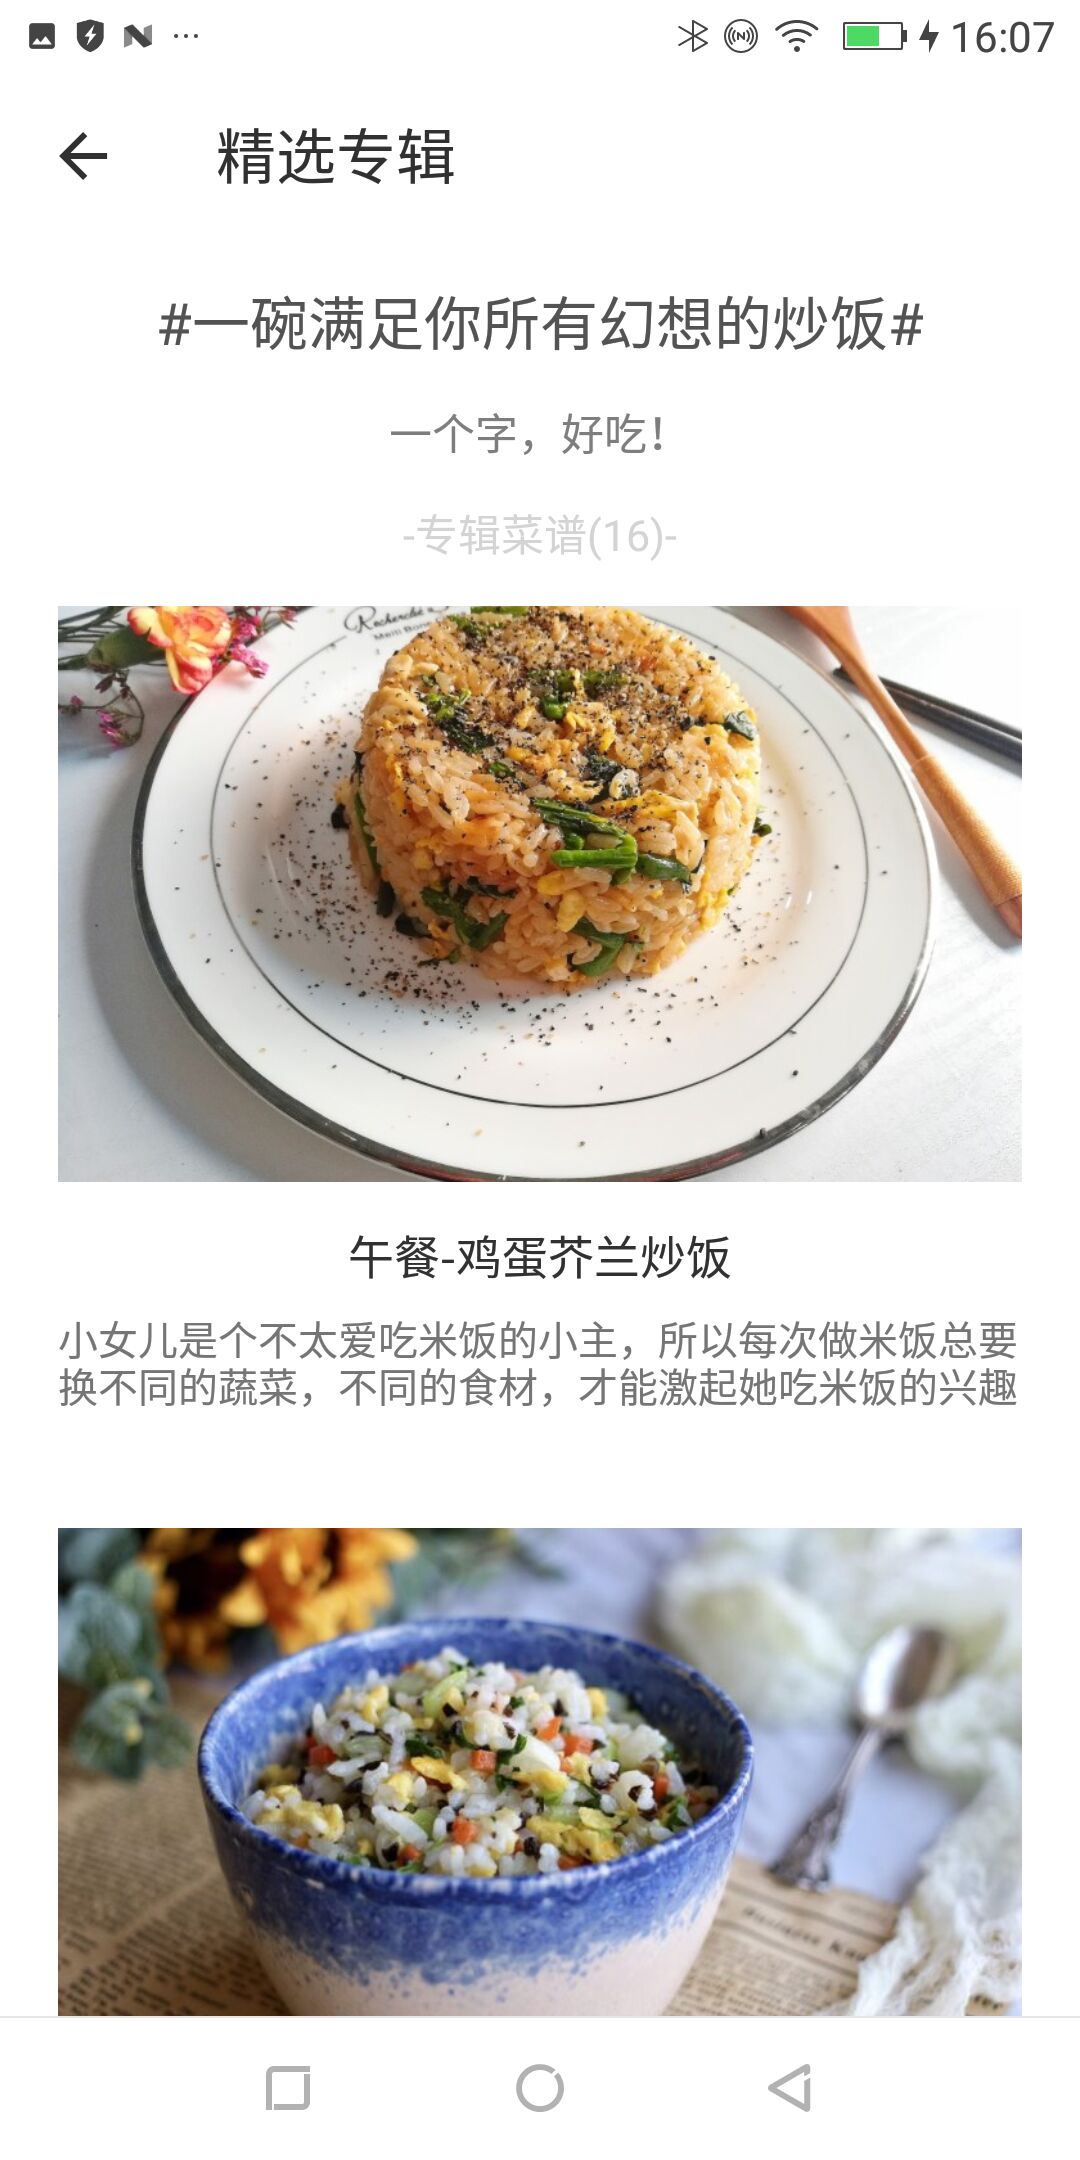 16:07
精选专辑
#一碗满足你所有幻想的炒饭#
一个字，好吃！
-专辑菜谱(16)-
午餐-鸡蛋芥兰炒饭
小女儿是个不太爱吃米饭的小主，所以每次做米饭总要
换不同的蔬菜，不同的食材，才能激起她吃米饭的兴趣